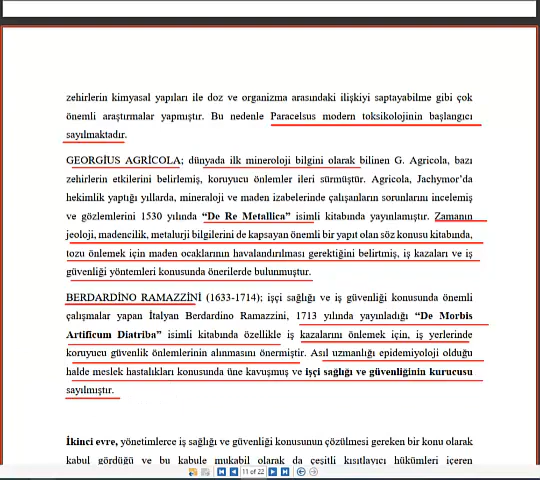 zehirlerin kimyasal yapıları ile doz ve organizma arasındaki ilişkiyi saptayabilme gibi çok
önemli araştırmalar yapmıştır. Bu nedenle Paracelsus modern toksikolojinin başlangıcı
sayılmaktadır.
GEORGİUS AGRİCOLA; dünyada ilk mineroloji bilgini olarak bilinen G. Agricola, bazı
zehirlerin etkilerini belirlemiş, koruyucu önlemler ileri sürmüştür. Agricola, Jachymor'da
hekimlik yaptığı yıllarda, mineraloji ve maden izabelerinde çalışanların sorunlarını incelemiş
ve gözlemlerini 1530 yılında “De Re Metallica” isimli kitabında yayınlamıştır. Zamanın
jeoloji, madencilik, metalurji bilgilerini de kapsayan önemli bir yapıt olan söz konusu kitabında,
tozu önlemek için maden ocaklarının havalandırılması gerektiğini belirtmiş, iş kazaları ve iş
güvenliği yöntemleri konusunda önerilerde bulunmuştur.
BERDARDİNO RAMAZZİNİ (1633-1714); işçi sağlığı ve iş güvenliği konusunda önemli
çalışmalar yapan İtalyan Berdardino Ramazzini, 1713 yılında yayınladığı “De Morbis
Artificum Diatriba” isimli kitabında özellikle iş kazalarını önlemek için, iş yerlerinde
koruyucu güvenlik önlemlerinin alınmasını önermiştir. Asıl uzmanlığı epidemiyoloji olduğu
halde meslek hastalıkları konusunda üne kavuşmuş ve işçi sağlığı ve güvenliğinin kurucusu
sayılmıştır.
İkinci evre, yönetimlerce iş sağlığı ve güvenliği konusunun çözülmesi gereken bir konu olarak
kabul gördüğü ve bu kabule mukabil olarak da çeşitli kısıtlayıcı hükümleri içeren
11 of 22